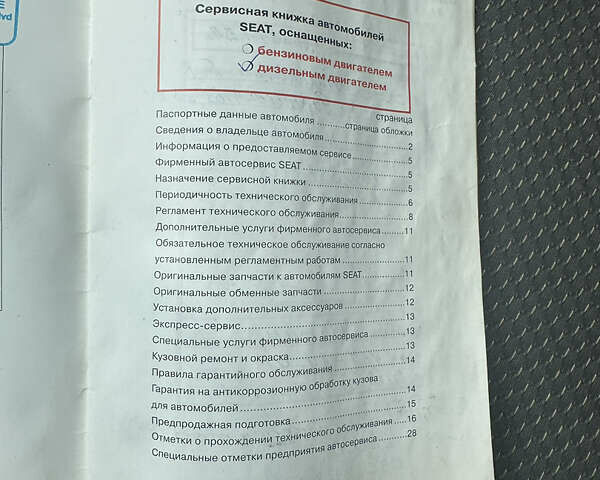 Сервисная книжка автомобилей
SEAT, оснащенных:
бензиновым двигателем
дизельным двигателем
страница
Паспортные данные автомобиля ...........страница обложки
Сведения о владельце автомобиля..........................2
Информация о предоставляемом сервисе..................5
Фирменный автосервис SEAT..................................5
Назначение сервисной книжки................................5
Периодичность технического обслуживания...............6
Регламент технического обслуживания.....................8
Дополнительные услуги фирменного автосервиса........11
Обязательное техническое обслуживание согласно
установленным регламентным работам....................11
Оригинальные запчасти к автомобилям SEAT.............11
Оригинальные обменные запчасти..........................12
Установка дополнительных аксессуаров....................12
Экспресс-сервис.................................................13
Специальные услуги фирменного автосервиса............13
Кузовной ремонт и окраска....................................13
Правила гарантийного обслуживания.......................14
Гарантия на антикоррозионную обработку кузова
для автомобилей.................................................14
Предпродажная подготовка...................................15
Отметки о прохождении технического обслуживания.....16
Специальные отметки предприятия автосервиса..........28